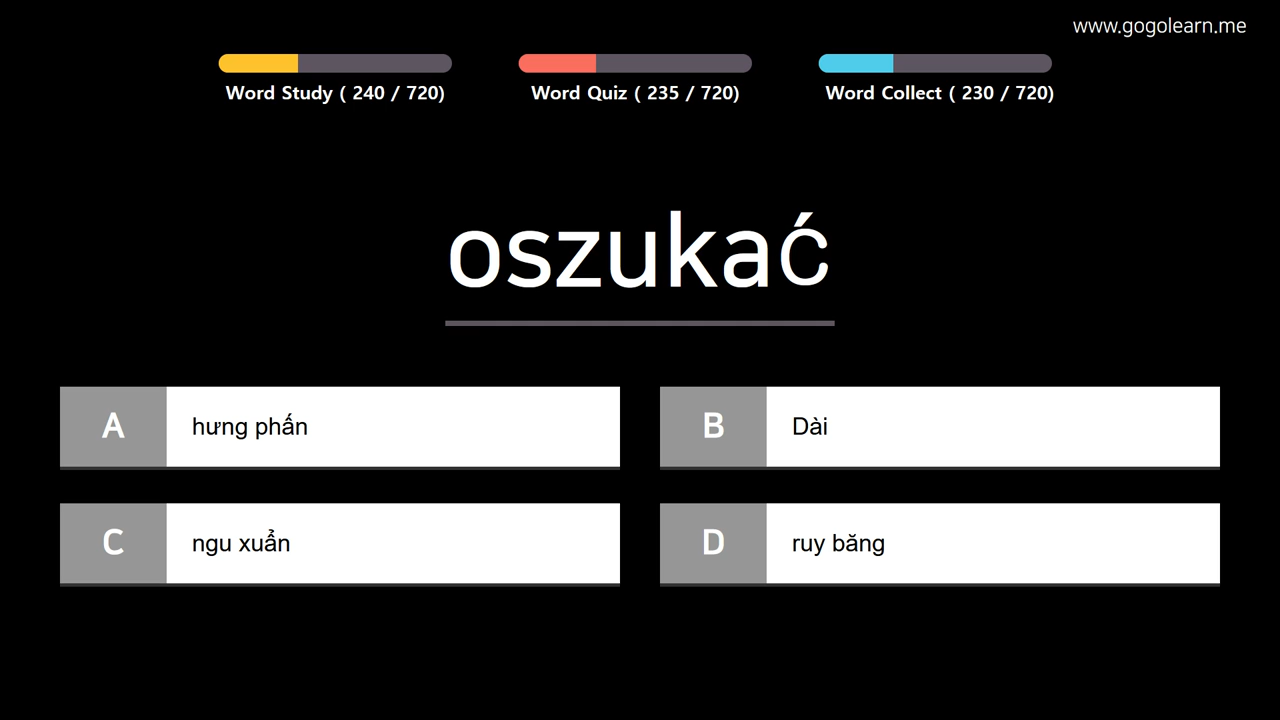 www.gogolearn.me
Word Study ( 240 / 720)
Word Quiz ( 235 / 720)
Word Collect ( 230 / 720)
oszukać
A hưng phấn
B Dài
C ngu xuẩn
D ruy băng